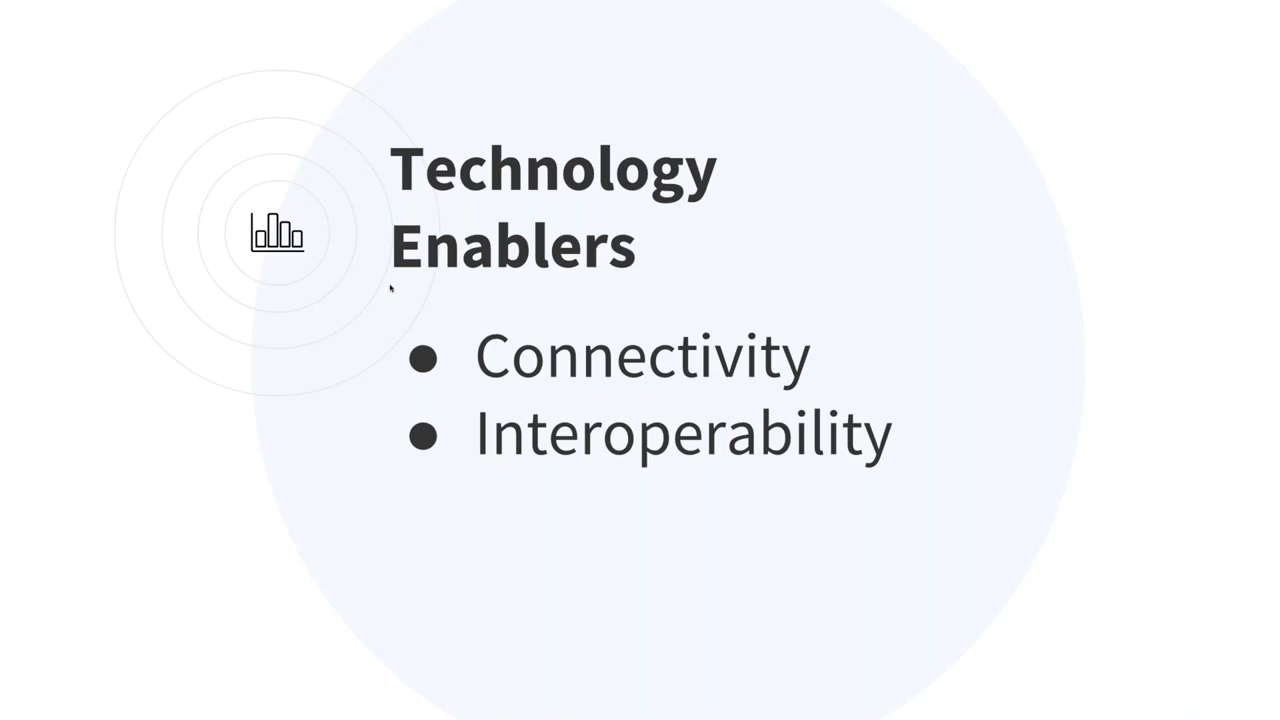 Technology
Enablers
● Connectivity
● Interoperability